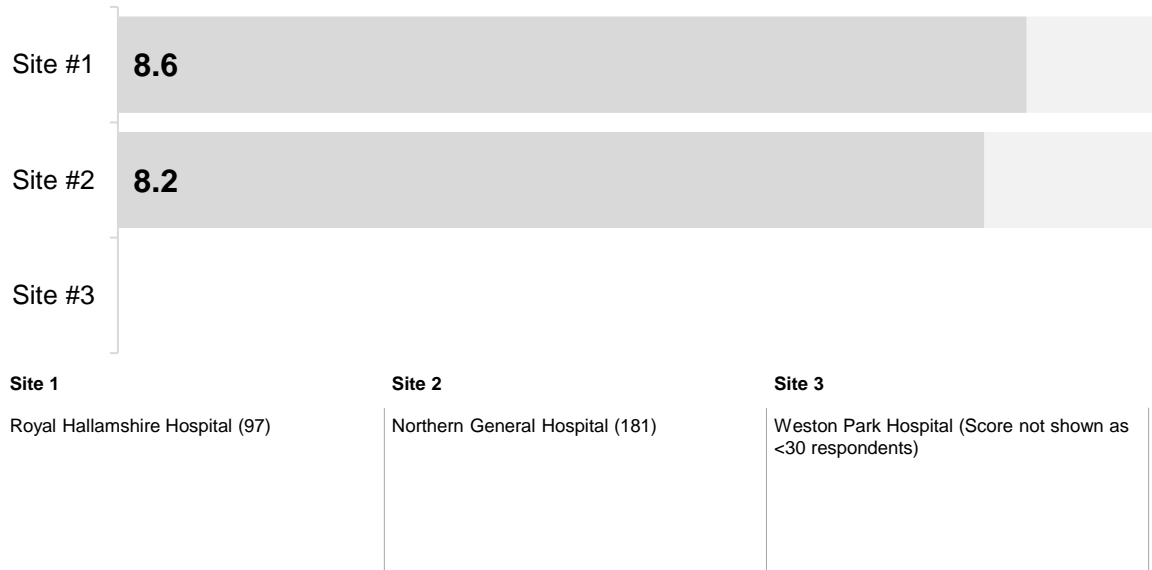 Site #1
8.6
Site #2
8.2
Site #3
Site 1
Royal Hallamshire Hospital (97)
Site 2
Northern General Hospital (181)
Site 3
Weston Park Hospital (Score not shown as
<30 respondents)